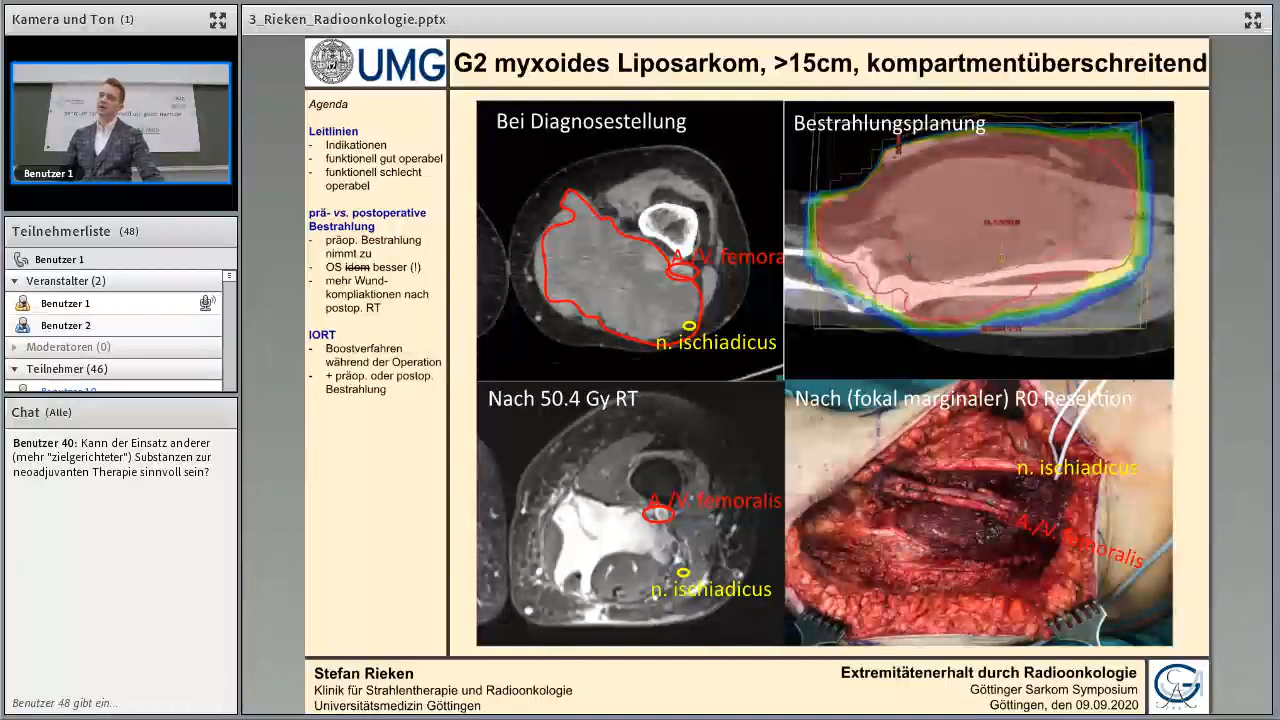 Kamera und Ton (1)
Benutzer 1
Teilnehmerliste (48)
Benutzer 1
Veranstalter (2)
Benutzer 1
Benutzer 2
Moderatoren (0)
Teilnehmer (46)
Chat (Alle)
Benutzer 40: Kann der Einsatz anderer
(mehr "zielgerichteter") Substanzen zur
neoadjuvanten Therapie sinnvoll sein?
Benutzer 48 gibt ein...
3_Rieken_Radioonkologie.pptx
UMG
G2 myxoides Liposarkom, >15cm, kompartmentüberschreitend
Agenda
Leitlinien
- Indikationen
- funktionell gut operabel
- funktionell schlecht
operabel
prä- vs. postoperative
Bestrahlung
- präop. Bestrahlung
nimmt zu
- OS idem besser (!)
- mehr Wund-
kompliaktionen nach
postop. RT
IORT
- Boostverfahren
während der Operation
- + präop. oder postop.
Bestrahlung
Bei Diagnosestellung
A./V. femora
n. ischiadicus
Bestrahlungsplanung
Nach 50.4 Gy RT
A./V. femoralis
n. ischiadicus
Nach (fokal marginaler) R0 Resektion
n. ischiadicus
A./V. femoralis
Stefan Rieken
Klinik für Strahlentherapie und Radioonkologie
Universitätsmedizin Göttingen
Extremitätenerhalt durch Radioonkologie
Göttinger Sarkom Symposium
Göttingen, den 09.09.2020